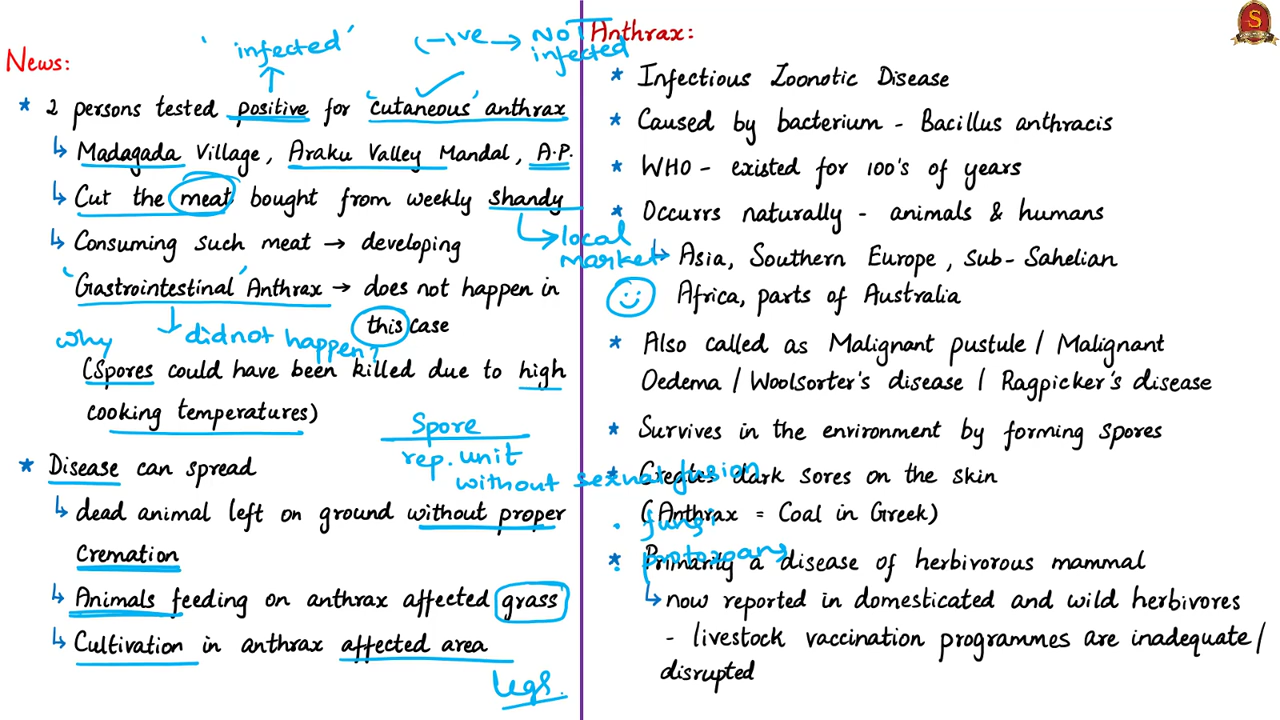 News:
'infected'
(-)ve → NOT infected
* 2 persons tested positive for 'cutaneous' anthrax
↳ Madagada Village, Araku Valley Mandal, A.P.
↳ Cut the meat bought from weekly shandy
↳ local market
↳ Consuming such meat → developing
'Gastrointestinal' Anthrax → does not happen in
this case
why
did not happen?
(Spores could have been killed due to high
cooking temperatures)
Spore
rep. unit
without sexual fusion
. fungi
. protozoans
* Disease can spread
↳ dead animal left on ground without proper
Cremation
↳ Animals feeding on anthrax affected grass
↳ Cultivation in anthrax affected area
legs.
Anthrax:
* Infectious Zoonotic Disease
* Caused by bacterium - Bacillus anthracis
* WHO - existed for 100's of years
* Occurrs naturally - animals & humans
↳ Asia, Southern Europe, Sub-Sahelian
Africa, parts of Australia
* Also called as Malignant pustule / Malignant
Oedema / Woolsorter's disease / Ragpicker's disease
* Survives in the environment by forming spores
* Creates dark sores on the skin
(Anthrax = Coal in Greek)
* Primarily a disease of herbivorous mammal
↳ now reported in domesticated and wild herbivores
- livestock vaccination programmes are inadequate /
disrupted
S